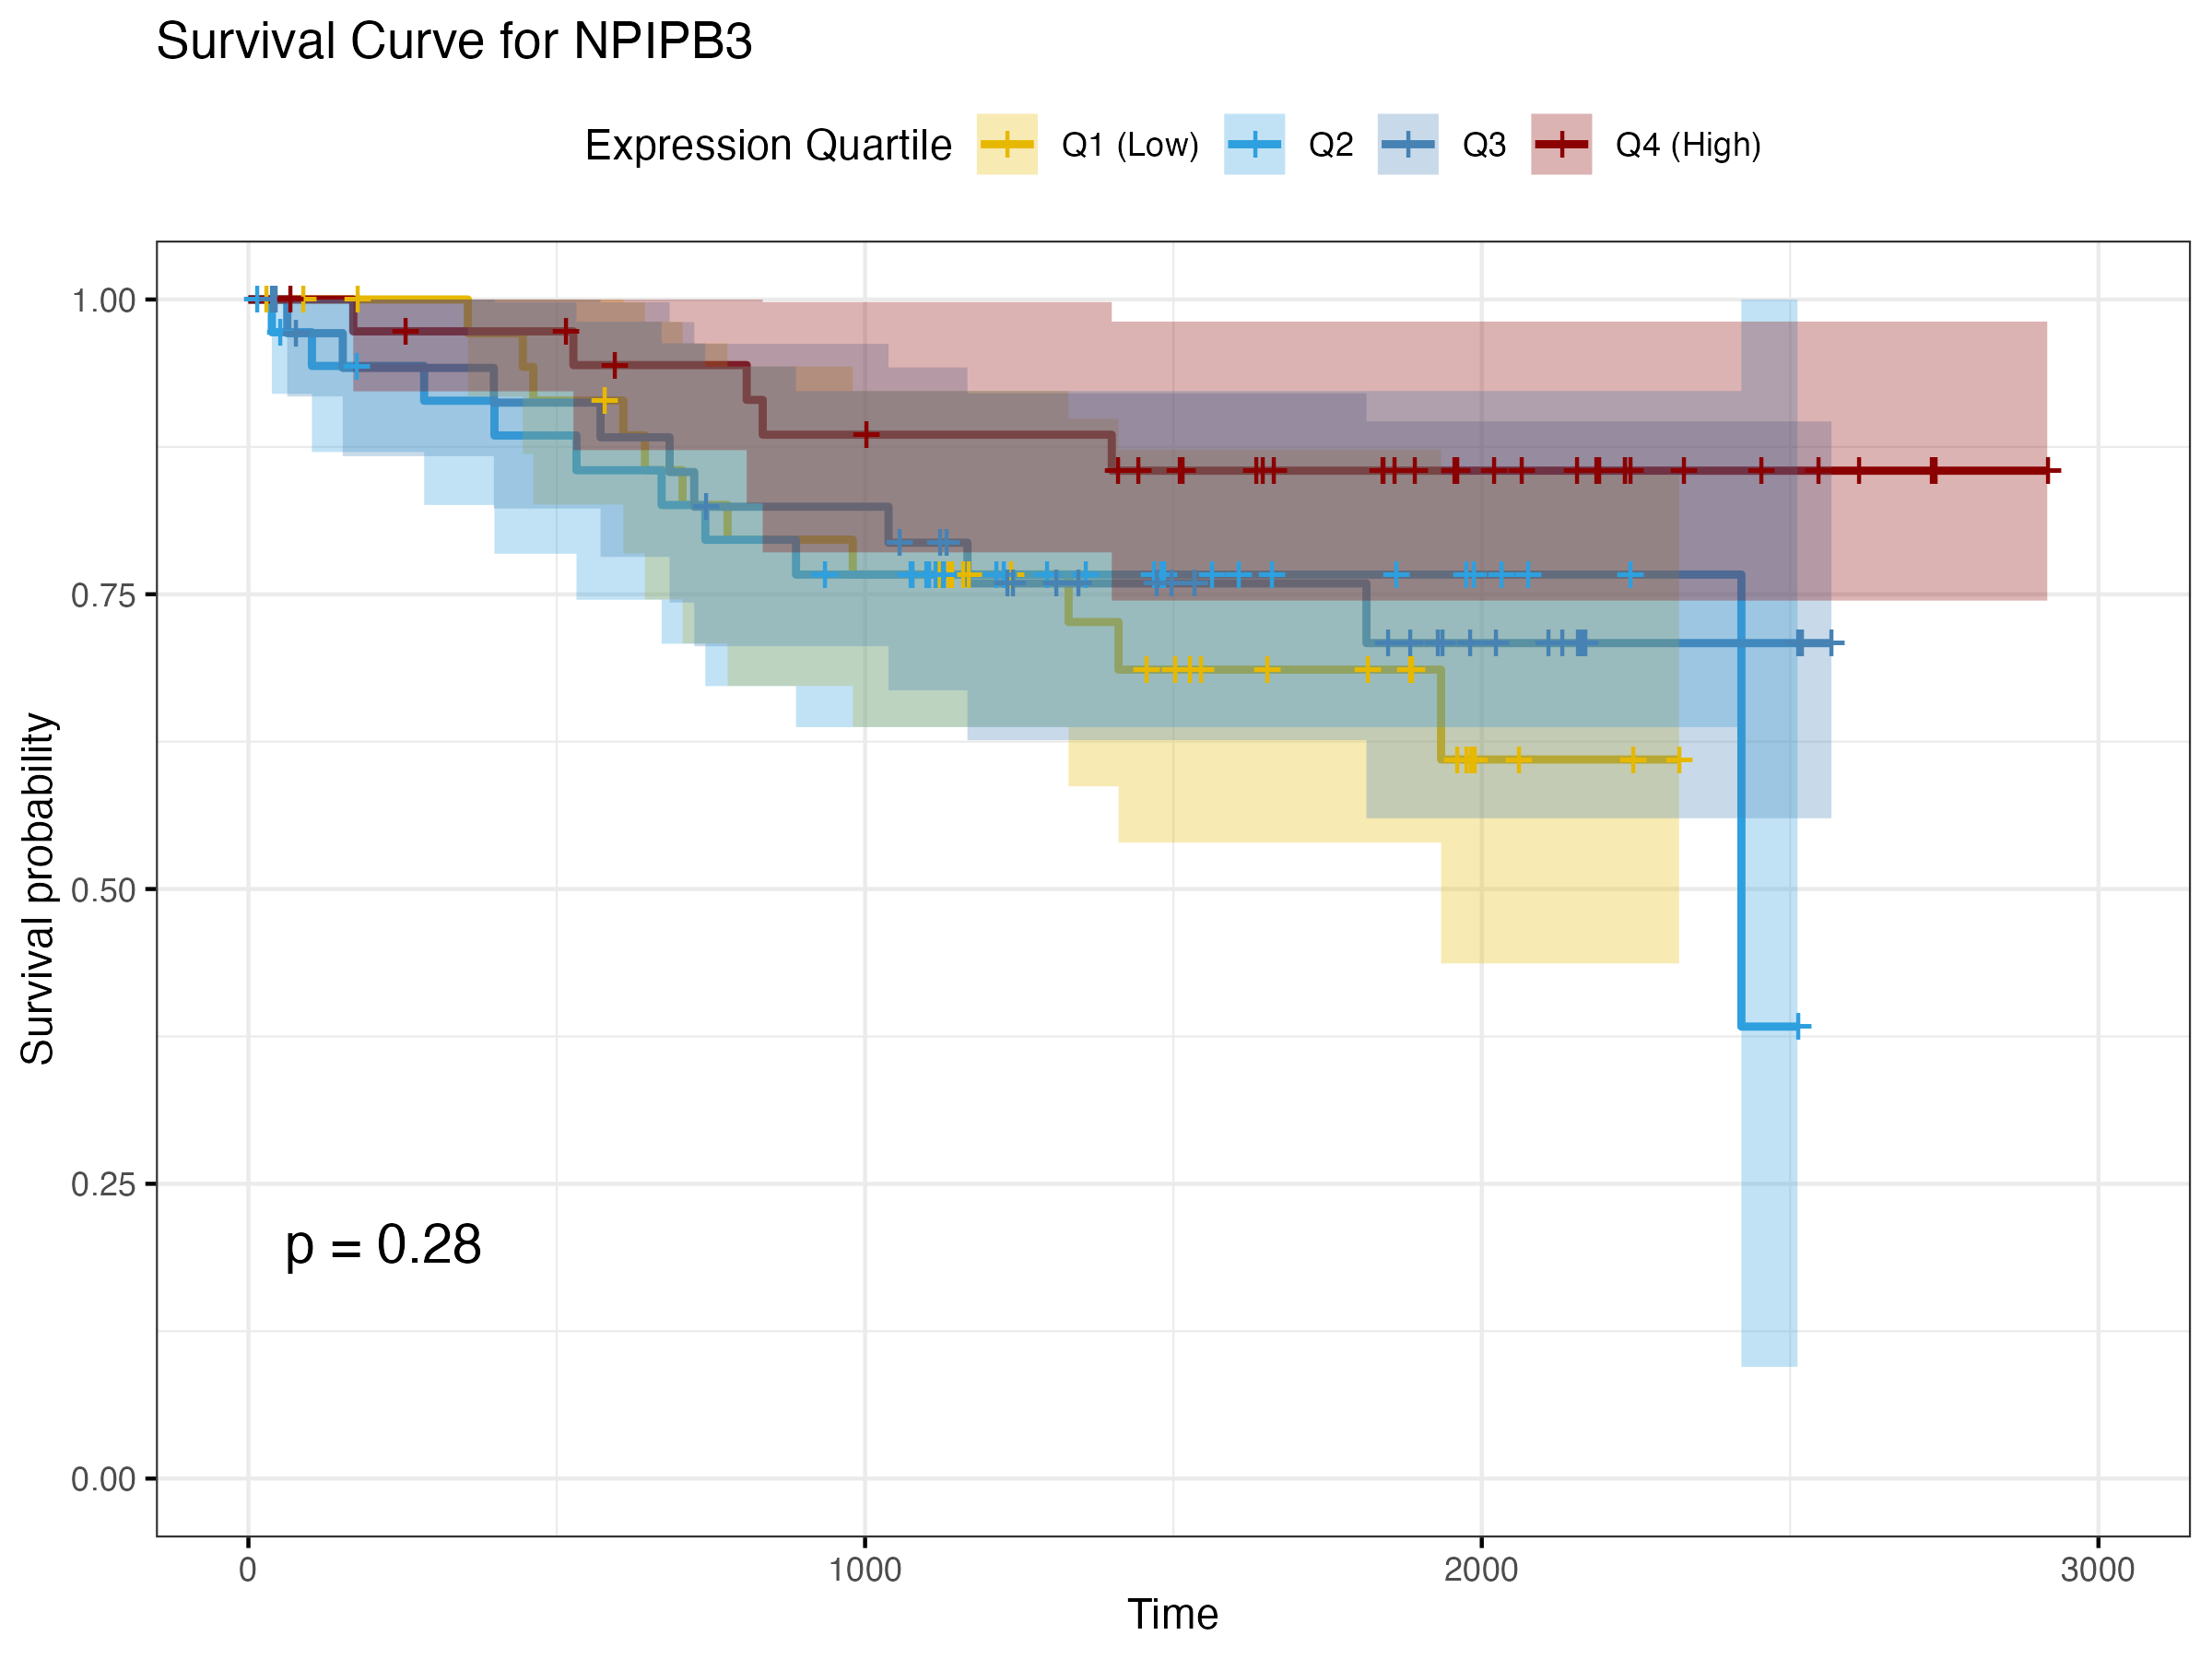 Survival Curve for NPIPB3
Expression Quartile Q1 (Low) Q2 Q3 Q4 (High)
1.00
0.75
0.50
0.25
0.00
Survival probability
p = 0.28
0 1000 2000 3000
Time